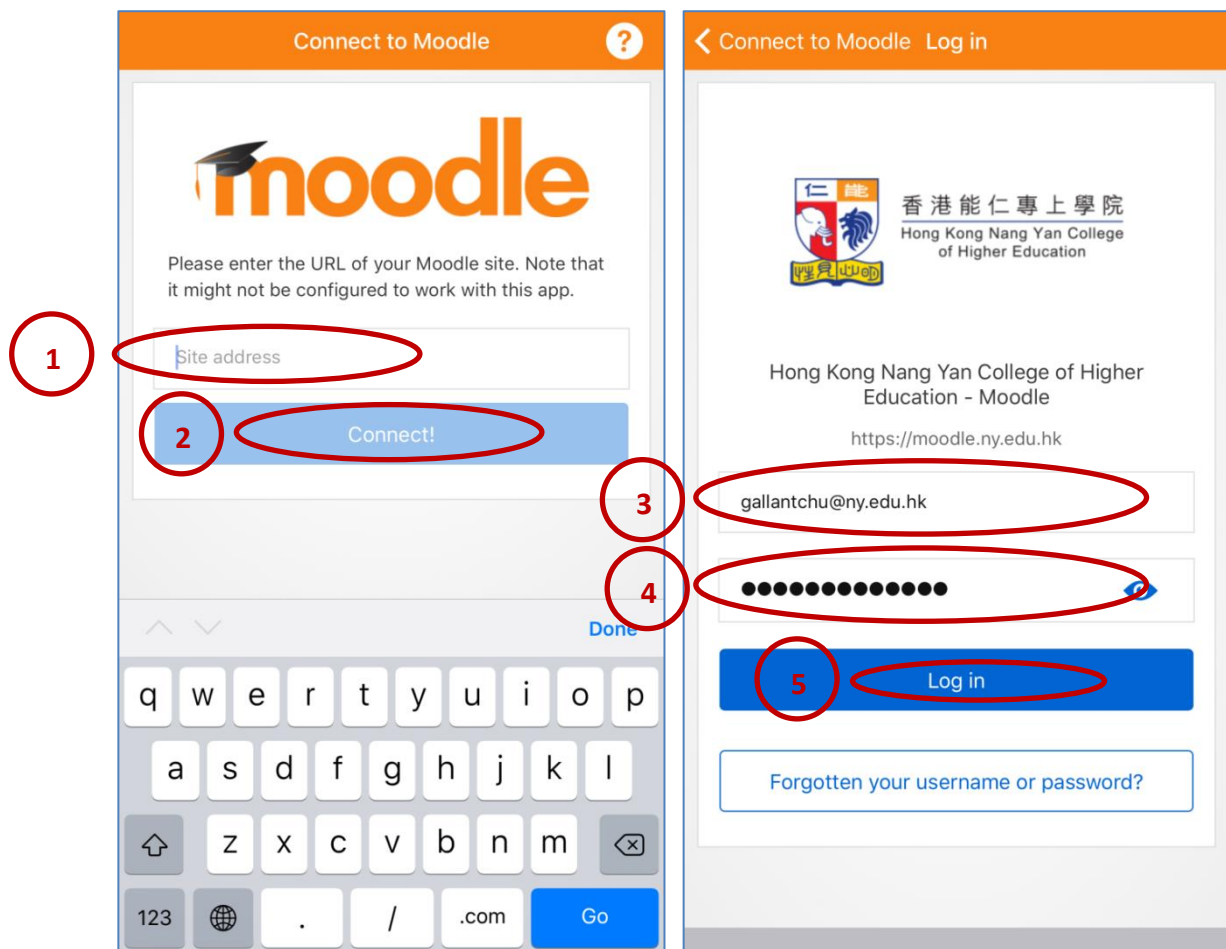 Connect to Moodle
?
moodle
Please enter the URL of your Moodle site. Note that
it might not be configured to work with this app.
1
Site address
2
Connect!
Done
q w e r t y u i o p
a s d f g h j k l
z x c v b n m
123 . / .com Go
Connect to Moodle Log in
仁 能
香港能仁專上學院
Hong Kong Nang Yan College
of Higher Education
性見心明
Hong Kong Nang Yan College of Higher
Education - Moodle
https://moodle.ny.edu.hk
3
gallantchu@ny.edu.hk
4
●●●●●●●●●●●●●
5
Log in
Forgotten your username or password?